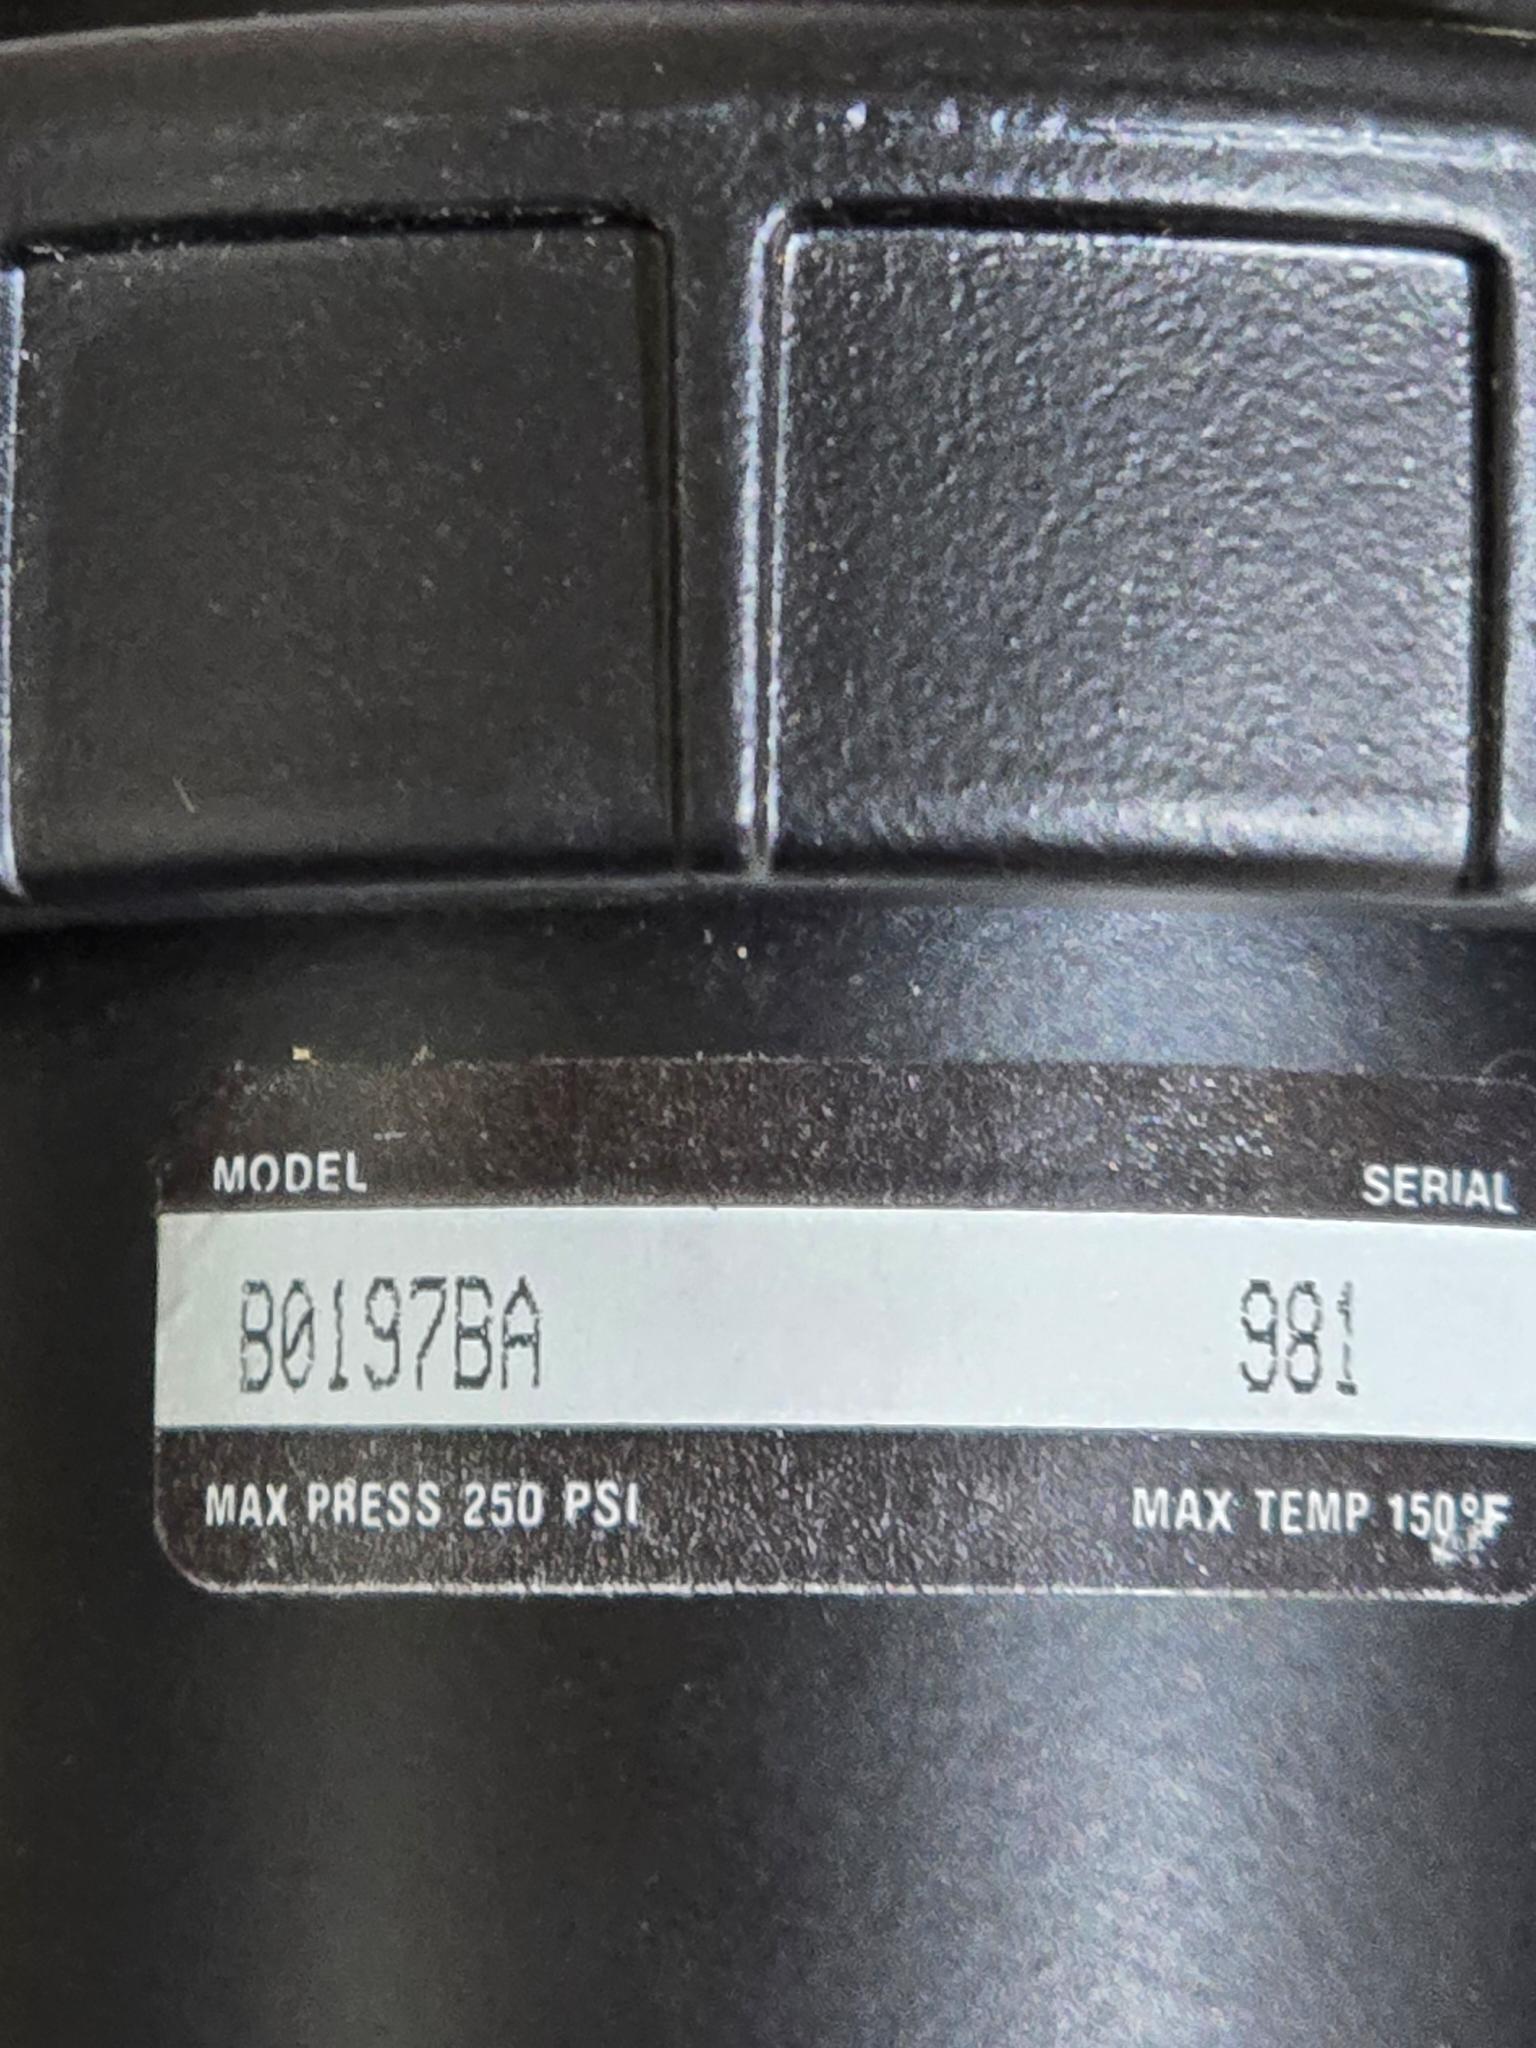 MODEL SERIAL
B0197BA 981
MAX PRESS 250 PSI MAX TEMP 150°F